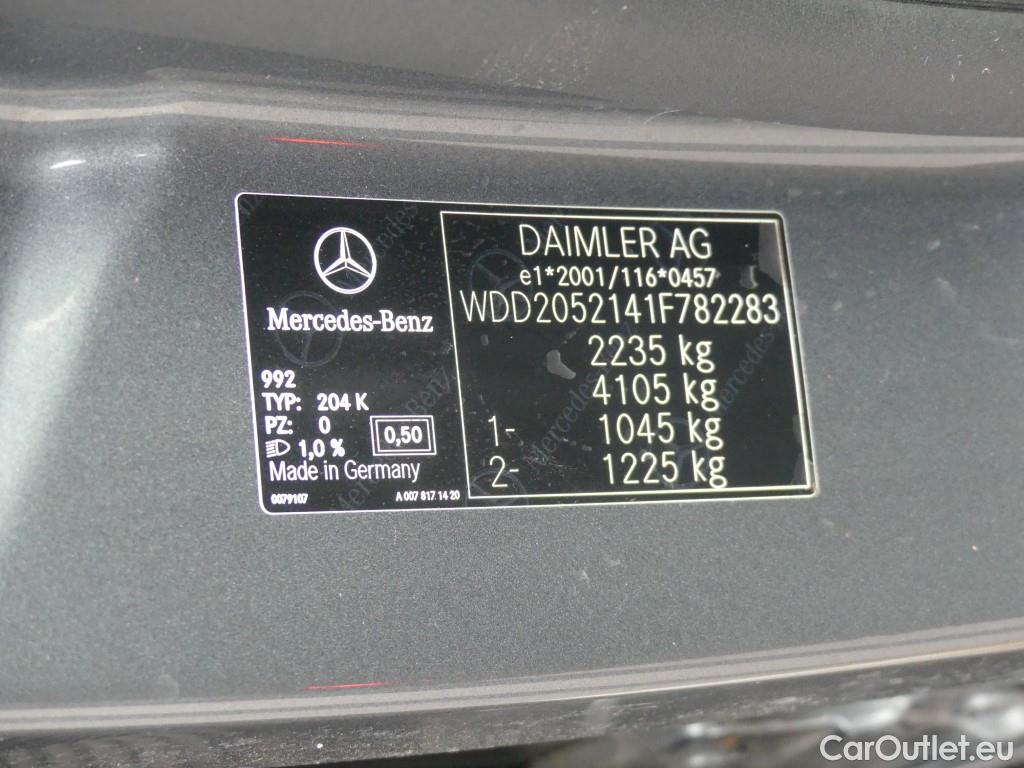 Mercedes-Benz
992
TYP: 204 K
PZ: 0
1,0 %
0,50
Made in Germany
0079107
A 007 817 14 20
DAIMLER AG
e1*2001/116*0457
WDD2052141F782283
2235 kg
4105 kg
1- 1045 kg
2- 1225 kg
CarOutlet.eu